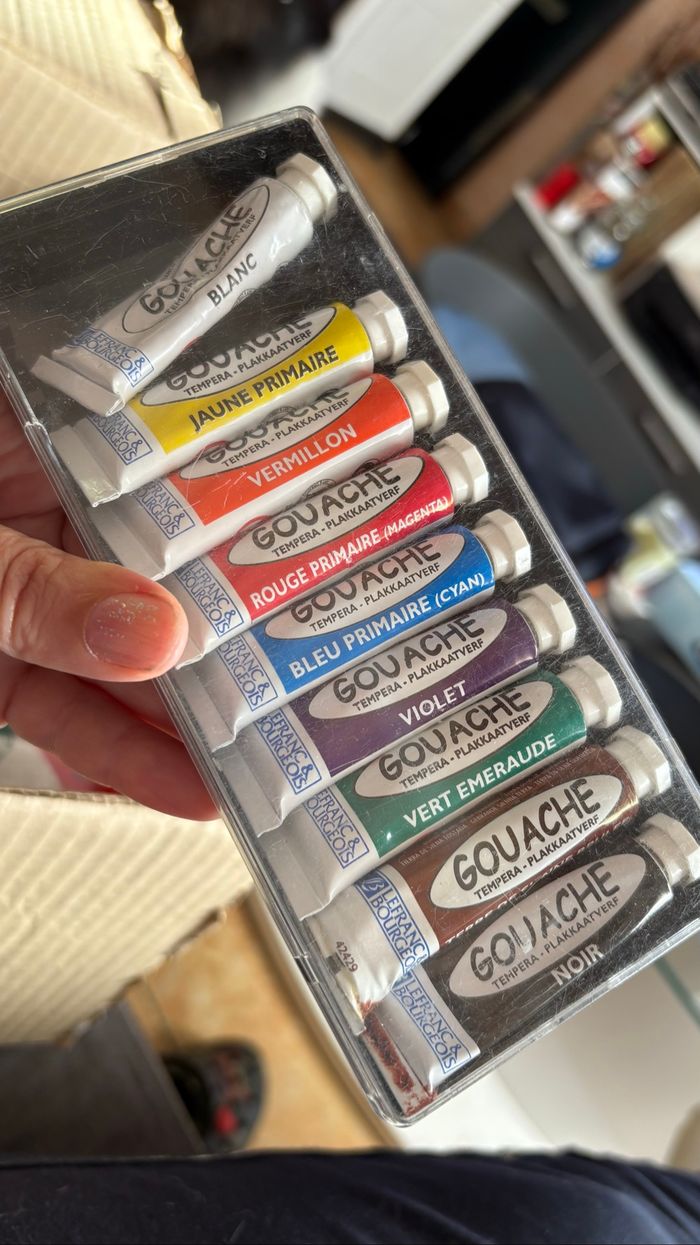 GOUACHE
TEMPERA - PLAKKAATVERF
BLANC
LEFRANC &
BOURGEOIS
GOUACHE
TEMPERA - PLAKKAATVERF
JAUNE PRIMAIRE
LEFRANC &
BOURGEOIS
GOUACHE
TEMPERA - PLAKKAATVERF
VERMILLON
LEFRANC &
BOURGEOIS
GOUACHE
TEMPERA - PLAKKAATVERF
ROUGE PRIMAIRE (MAGENTA)
LEFRANC &
BOURGEOIS
GOUACHE
TEMPERA - PLAKKAATVERF
BLEU PRIMAIRE (CYAN)
LEFRANC &
BOURGEOIS
GOUACHE
TEMPERA - PLAKKAATVERF
VIOLET
LEFRANC &
BOURGEOIS
GOUACHE
TEMPERA - PLAKKAATVERF
VERT EMERAUDE
LEFRANC &
BOURGEOIS
GOUACHE
TEMPERA - PLAKKAATVERF
LEFRANC &
BOURGEOIS
42429
GOUACHE
TEMPERA - PLAKKAATVERF
NOIR
LEFRANC &
BOURGEOIS